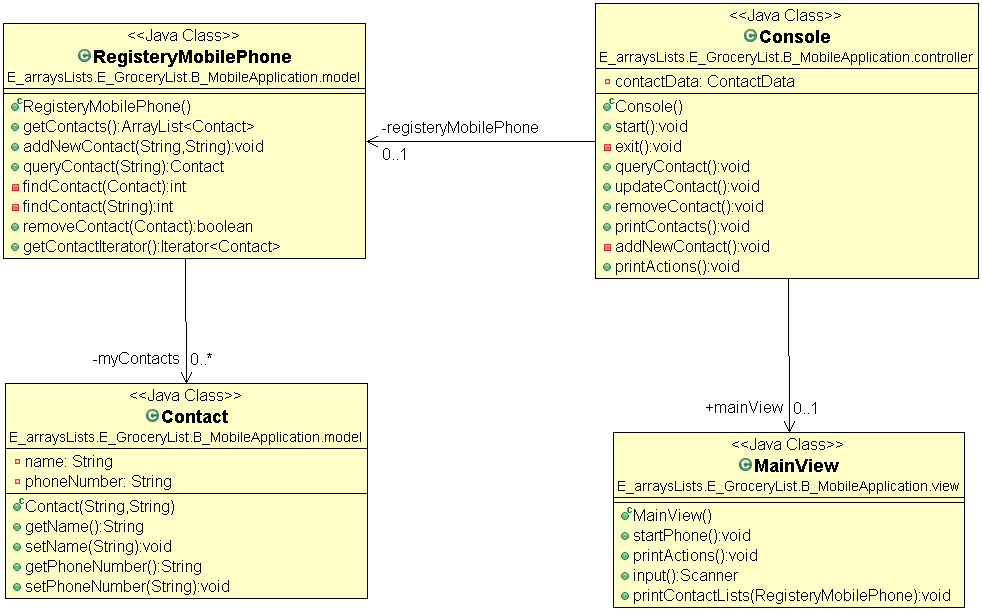 <<Java Class>>
RegisteryMobilePhone
E_arraysLists.E_GroceryList.B_MobileApplication.model
RegisteryMobilePhone()
getContacts():ArrayList<Contact>
addNewContact(String,String):void
queryContact(String):Contact
findContact(Contact):int
findContact(String):int
removeContact(Contact):boolean
getContactIterator():Iterator<Contact>
-registeryMobilePhone
0..1
<<Java Class>>
Console
E_arraysLists.E_GroceryList.B_MobileApplication.controller
contactData: ContactData
Console()
start():void
exit():void
queryContact():void
updateContact():void
removeContact():void
printContacts():void
addNewContact():void
printActions():void
-myContacts 0..*
<<Java Class>>
Contact
E_arraysLists.E_GroceryList.B_MobileApplication.model
name: String
phoneNumber: String
Contact(String,String)
getName():String
setName(String):void
getPhoneNumber():String
setPhoneNumber(String):void
+mainView 0..1
<<Java Class>>
MainView
E_arraysLists.E_GroceryList.B_MobileApplication.view
MainView()
startPhone():void
printActions():void
input():Scanner
printContactLists(RegisteryMobilePhone):void